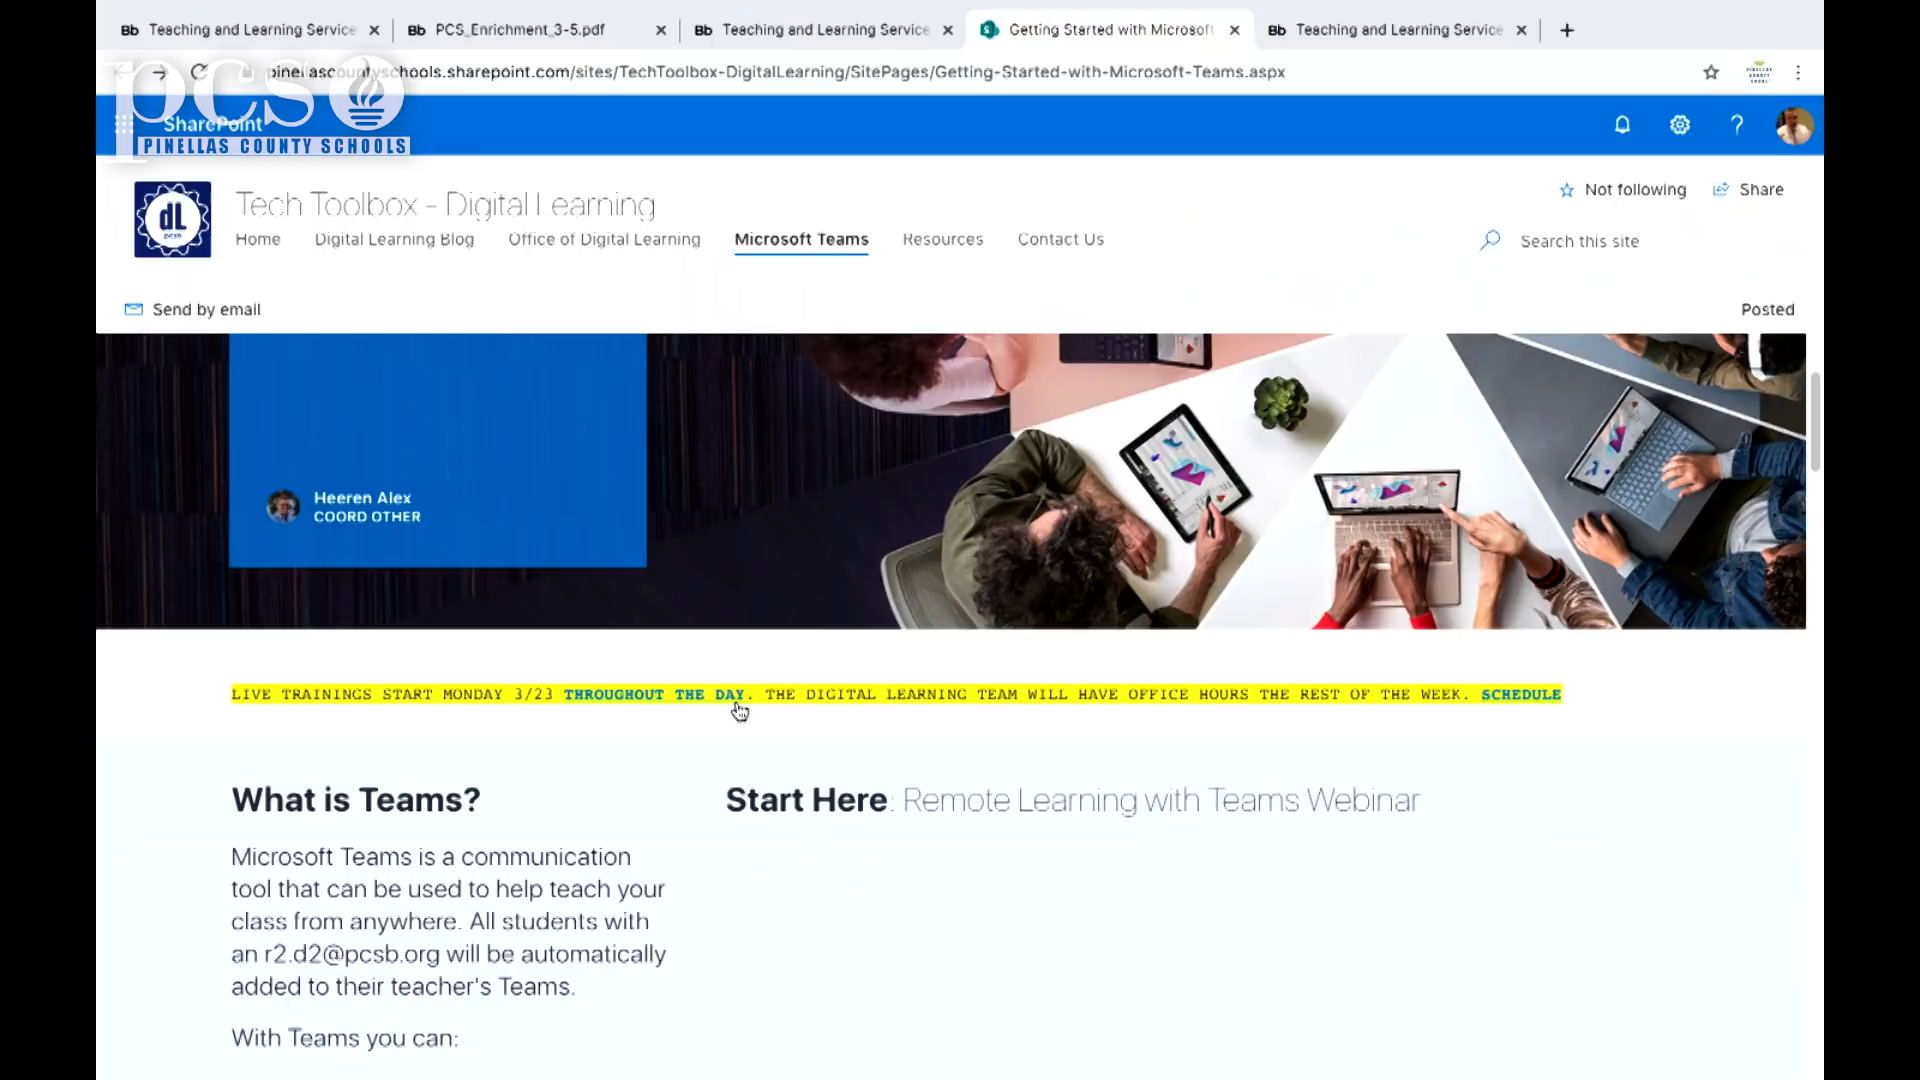 Bb Teaching and Learning Service
Bb PCS_Enrichment_3-5.pdf
Bb Teaching and Learning Service
Getting Started with Microsoft
Bb Teaching and Learning Service
pinellascountyschools.sharepoint.com/sites/TechToolbox-DigitalLearning/SitePages/Getting-Started-with-Microsoft-Teams.aspx
pcs
PINELLAS COUNTY SCHOOLS
SharePoint
dL
pcsb
Tech Toolbox - Digital Learning
Not following
Share
Home
Digital Learning Blog
Office of Digital Learning
Microsoft Teams
Resources
Contact Us
Search this site
Send by email
Posted
Heeren Alex
COORD OTHER
LIVE TRAININGS START MONDAY 3/23 THROUGHOUT THE DAY. THE DIGITAL LEARNING TEAM WILL HAVE OFFICE HOURS THE REST OF THE WEEK. SCHEDULE
What is Teams?
Start Here: Remote Learning with Teams Webinar
Microsoft Teams is a communication
tool that can be used to help teach your
class from anywhere. All students with
an r2.d2@pcsb.org will be automatically
added to their teacher's Teams.
With Teams you can: